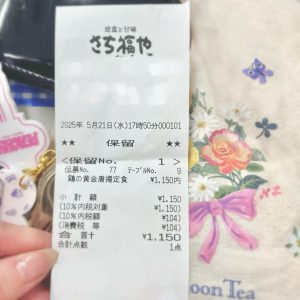 定食と甘味
さち福や
2025年 5月21日(水)17時50分000101
★★ 保留 ★★
<保留No. 1>
伝票No. 77 テーブルNo. 9
鶏の黄金唐揚定食 ¥1,150円
小 計 額 ¥1,150
(10%内税対象 ¥1,150)
(10%内税額 ¥104)
(消費税 等 ¥104)
合 計 ¥1,150
合計点数 1点
oon Tea